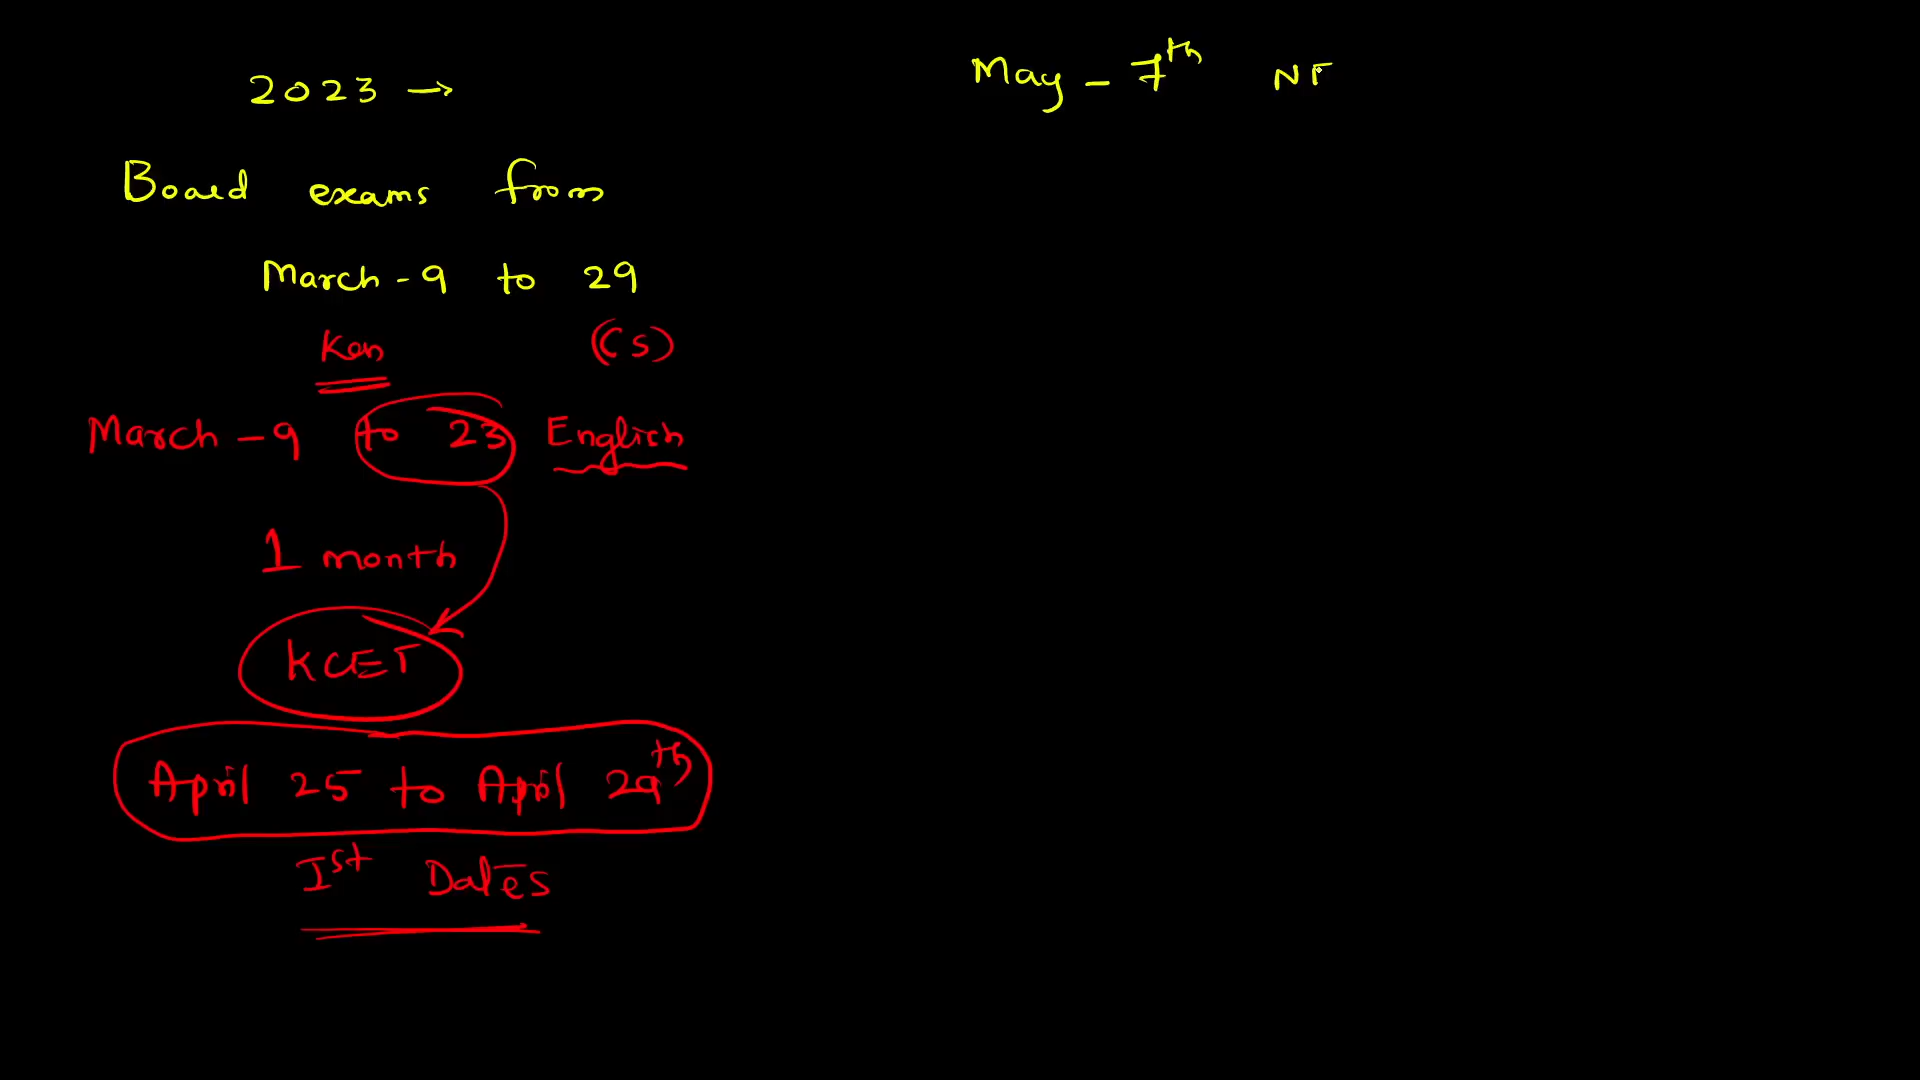 2023 →
Board exams from
March - 9 to 29
Kan (CS)
March - 9 to 23 English
1 month
KCET
April 25 to April 29th
Ist Dates
May - 7th NE